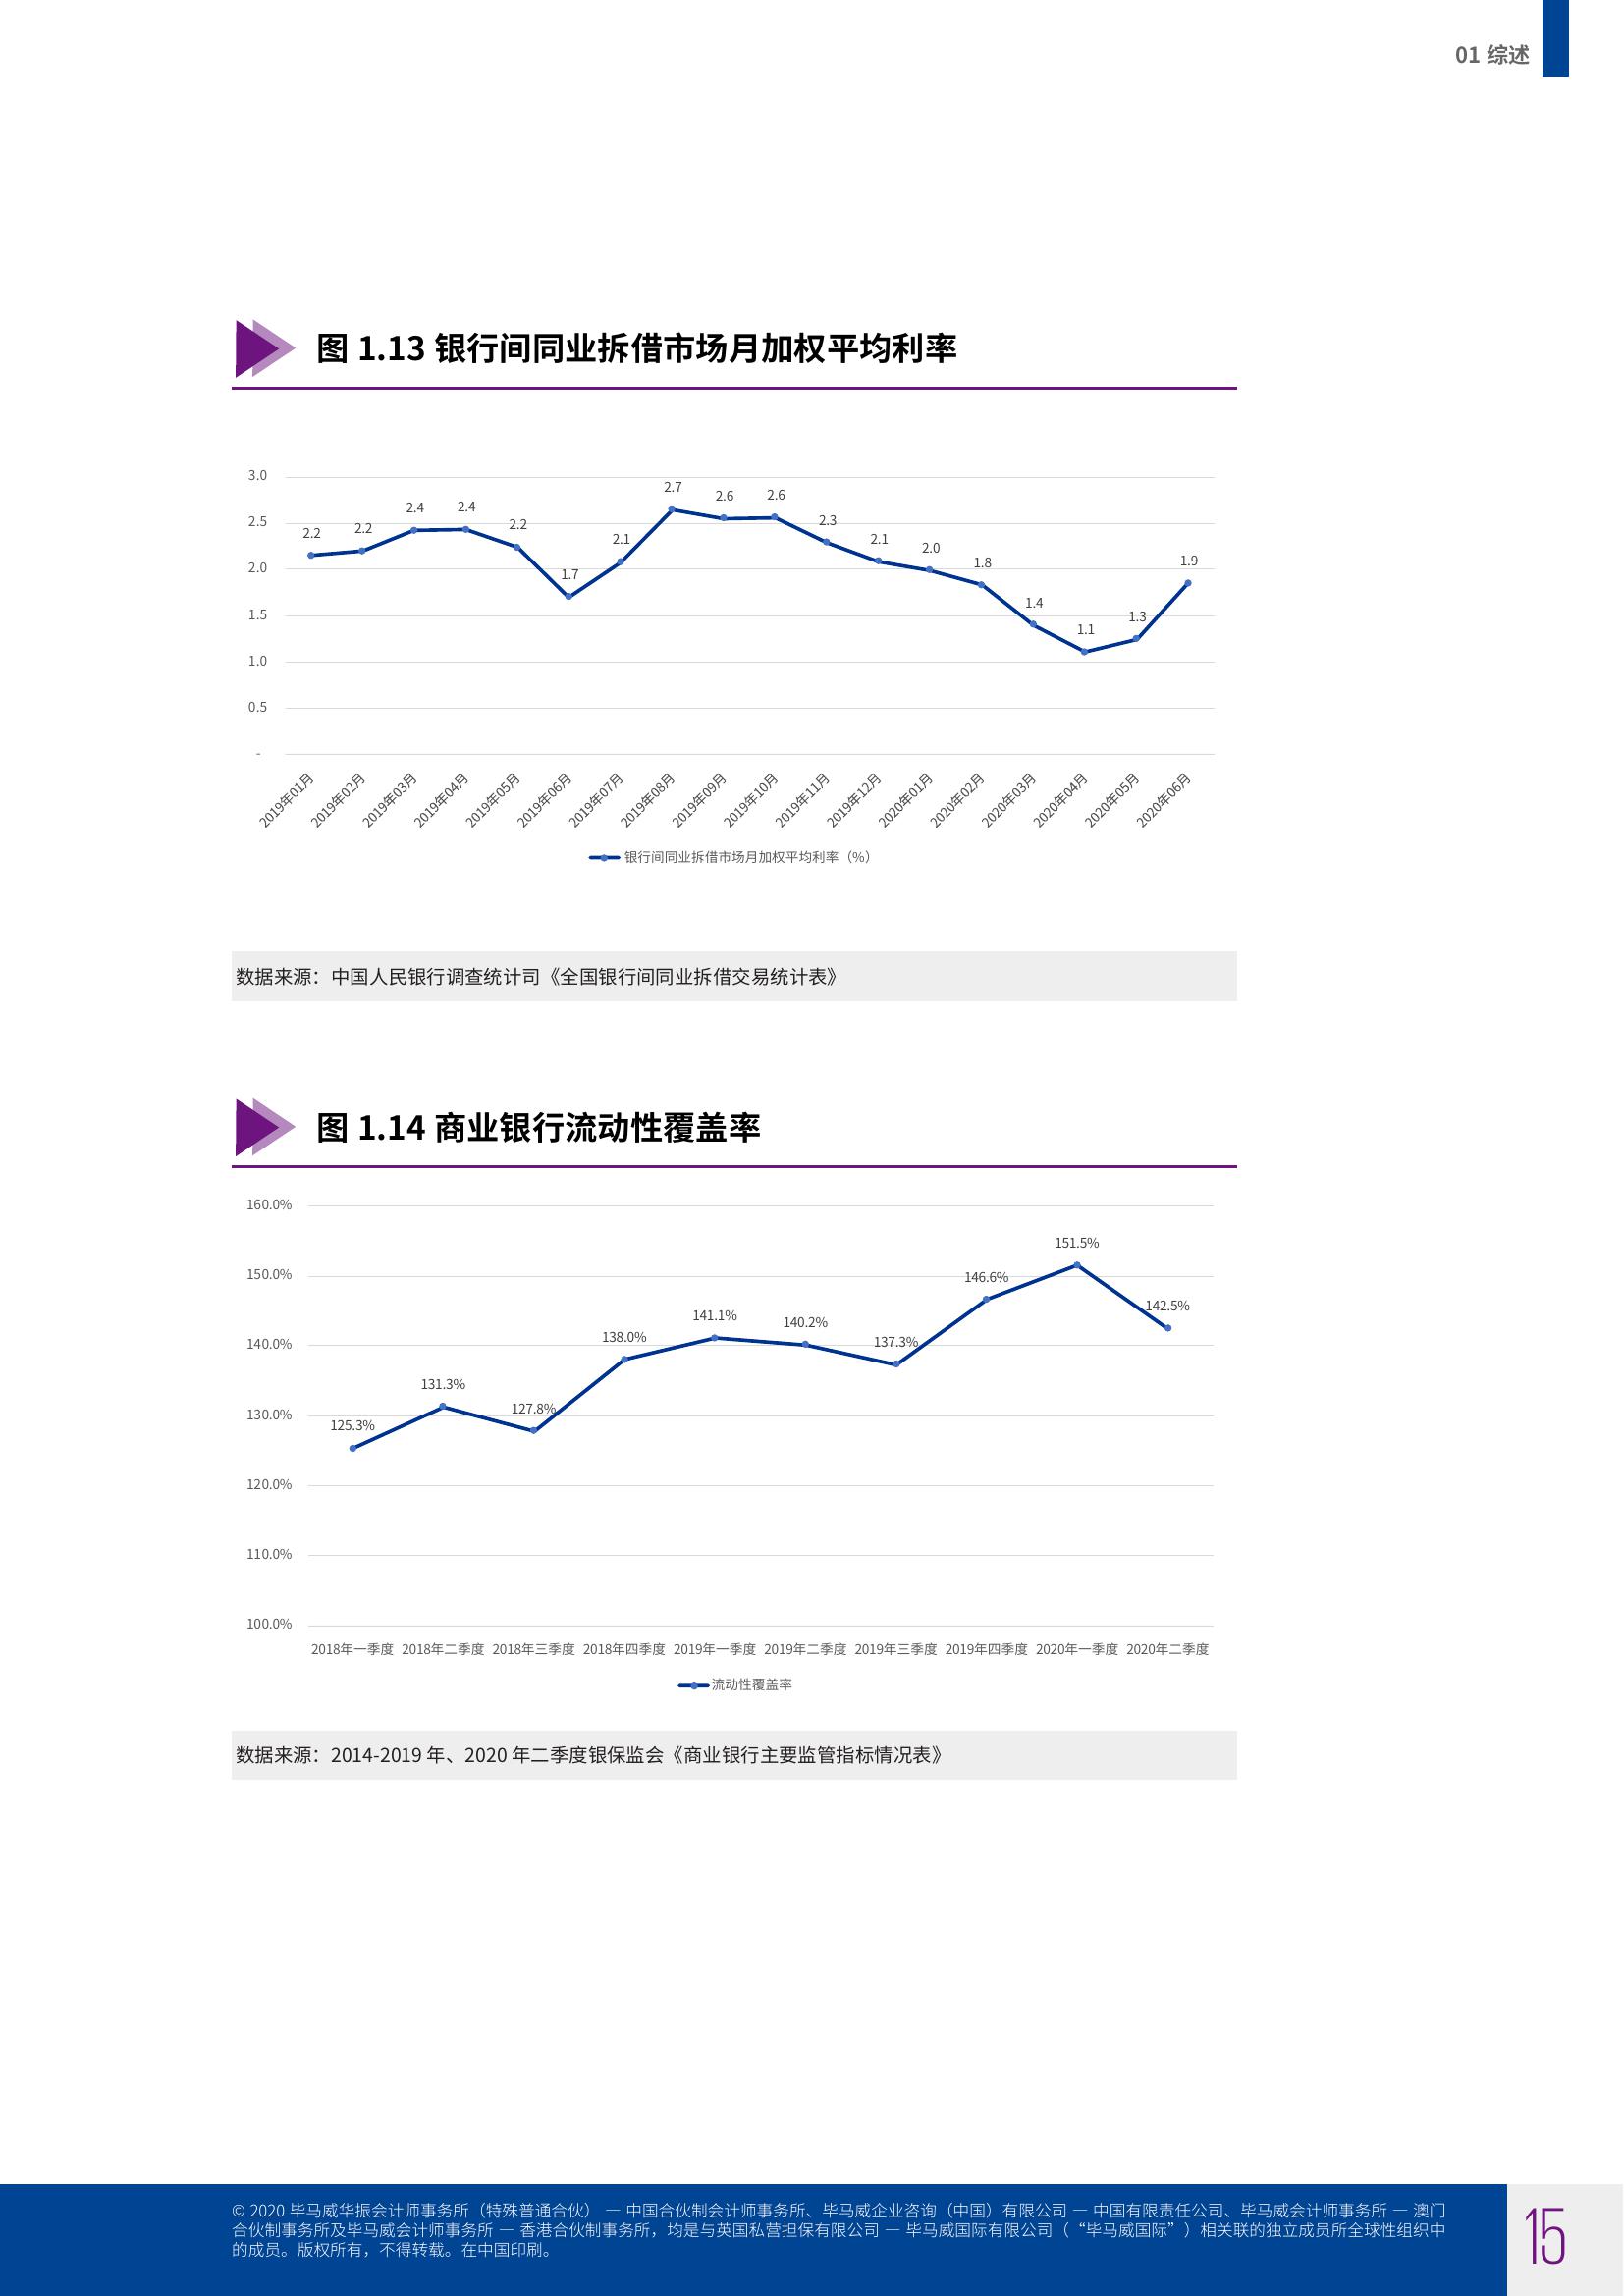 01 综述
图 1.13 银行间同业拆借市场月加权平均利率
3.0
2.5
2.0
1.5
1.0
0.5
-
2.2
2.2
2.4
2.4
2.2
1.7
2.1
2.7
2.6
2.6
2.3
2.1
2.0
1.8
1.4
1.1
1.3
1.9
2019年01月
2019年02月
2019年03月
2019年04月
2019年05月
2019年06月
2019年07月
2019年08月
2019年09月
2019年10月
2019年11月
2019年12月
2020年01月
2020年02月
2020年03月
2020年04月
2020年05月
2020年06月
银行间同业拆借市场月加权平均利率（%）
数据来源：中国人民银行调查统计司《全国银行间同业拆借交易统计表》
图 1.14 商业银行流动性覆盖率
160.0%
150.0%
140.0%
130.0%
120.0%
110.0%
100.0%
125.3%
131.3%
127.8%
138.0%
141.1%
140.2%
137.3%
146.6%
151.5%
142.5%
2018年一季度 2018年二季度 2018年三季度 2018年四季度 2019年一季度 2019年二季度 2019年三季度 2019年四季度 2020年一季度 2020年二季度
流动性覆盖率
数据来源：2014-2019 年、2020 年二季度银保监会《商业银行主要监管指标情况表》
© 2020 毕马威华振会计师事务所（特殊普通合伙） — 中国合伙制会计师事务所、毕马威企业咨询（中国）有限公司 — 中国有限责任公司、毕马威会计师事务所 — 澳门
合伙制事务所及毕马威会计师事务所 — 香港合伙制事务所，均是与英国私营担保有限公司 — 毕马威国际有限公司（“毕马威国际”）相关联的独立成员所全球性组织中
的成员。版权所有，不得转载。在中国印刷。
15